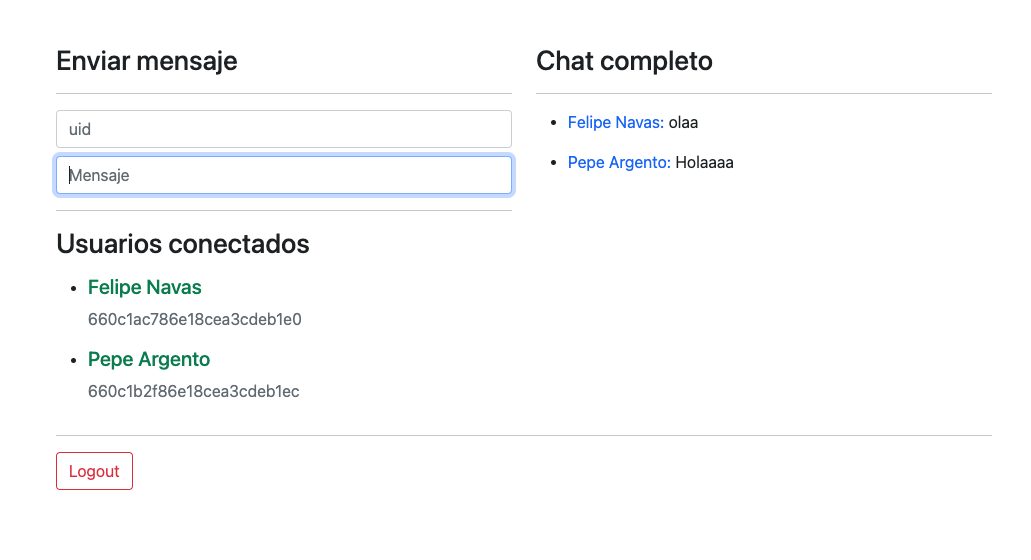 Enviar mensaje
uid
Mensaje
Usuarios conectados
Felipe Navas
660c1ac786e18cea3cdeb1e0
Pepe Argento
660c1b2f86e18cea3cdeb1ec
Chat completo
Felipe Navas: olaa
Pepe Argento: Holaaaa
Logout